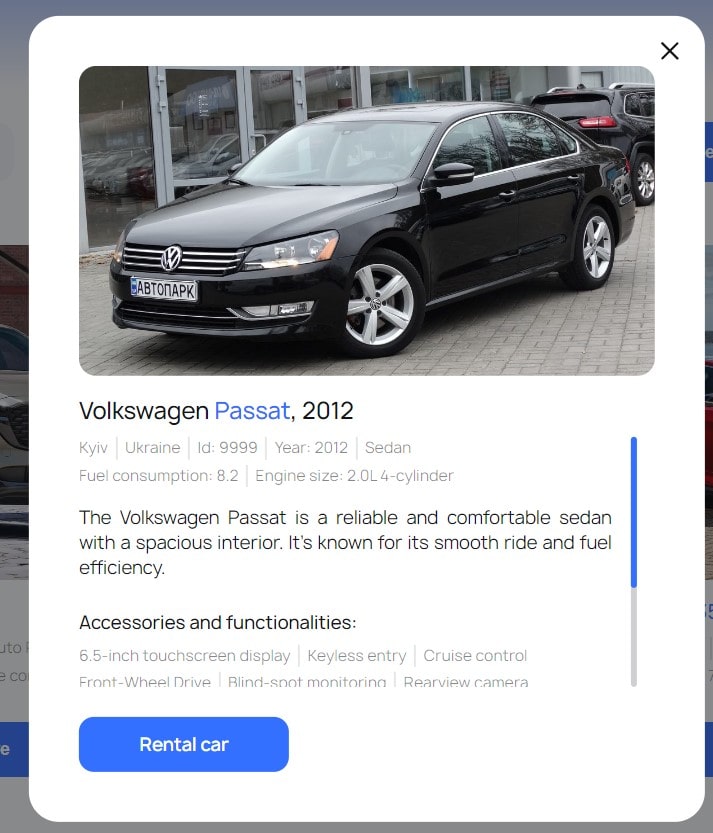 АВТОПАРК
Volkswagen Passat, 2012
Kyiv | Ukraine | Id: 9999 | Year: 2012 | Sedan
Fuel consumption: 8.2 | Engine size: 2.0L 4-cylinder
The Volkswagen Passat is a reliable and comfortable sedan
with a spacious interior. It's known for its smooth ride and fuel
efficiency.
Accessories and functionalities:
6.5-inch touchscreen display | Keyless entry | Cruise control
Front-Wheel Drive | Blind-spot monitoring | Rearview camera
Rental car